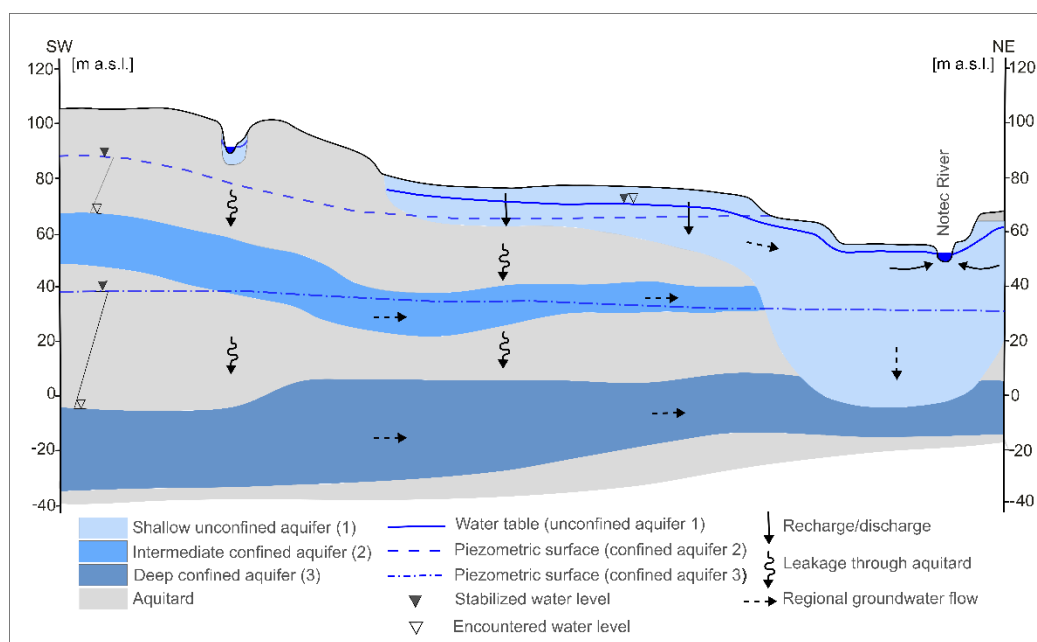 SW
NE
[m a.s.l.]
[m a.s.l.]
120
120
100
100
80
80
60
60
40
40
20
20
0
0
-20
-20
-40
-40
Notec River
Shallow unconfined aquifer (1)
Intermediate confined aquifer (2)
Deep confined aquifer (3)
Aquitard
Water table (unconfined aquifer 1)
Piezometric surface (confined aquifer 2)
Piezometric surface (confined aquifer 3)
Stabilized water level
Encountered water level
Recharge/discharge
Leakage through aquitard
Regional groundwater flow